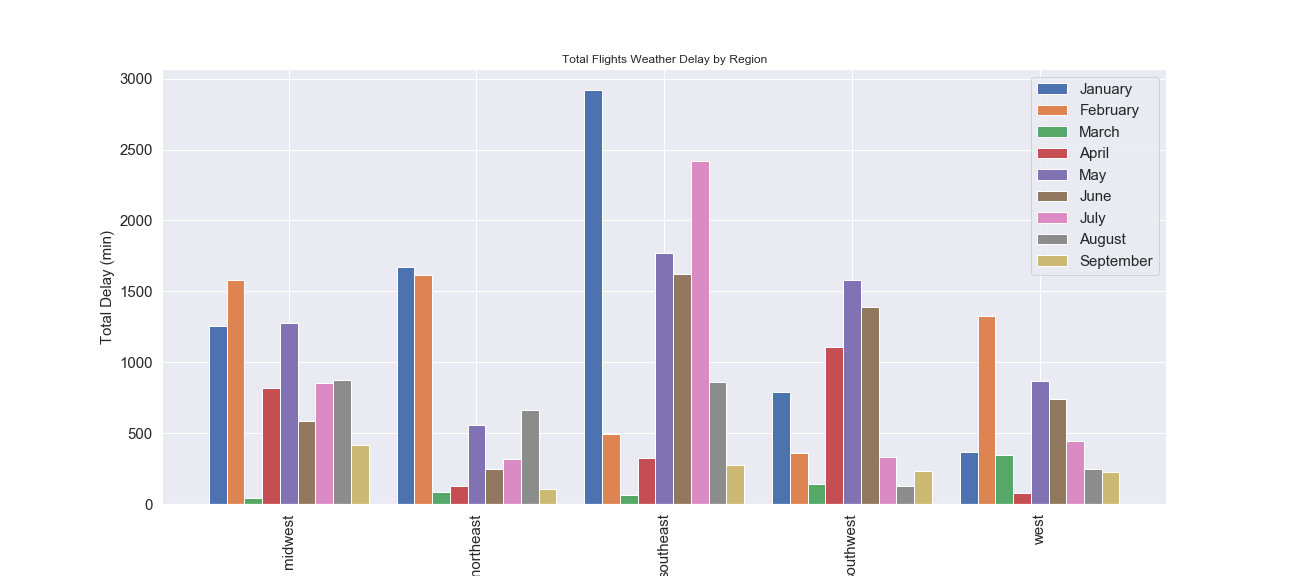 Total Flights Weather Delay by Region
3000
2500
2000
1500
1000
500
0
Total Delay (min)
January
February
March
April
May
June
July
August
September
midwest
northeast
southeast
outhwest
west